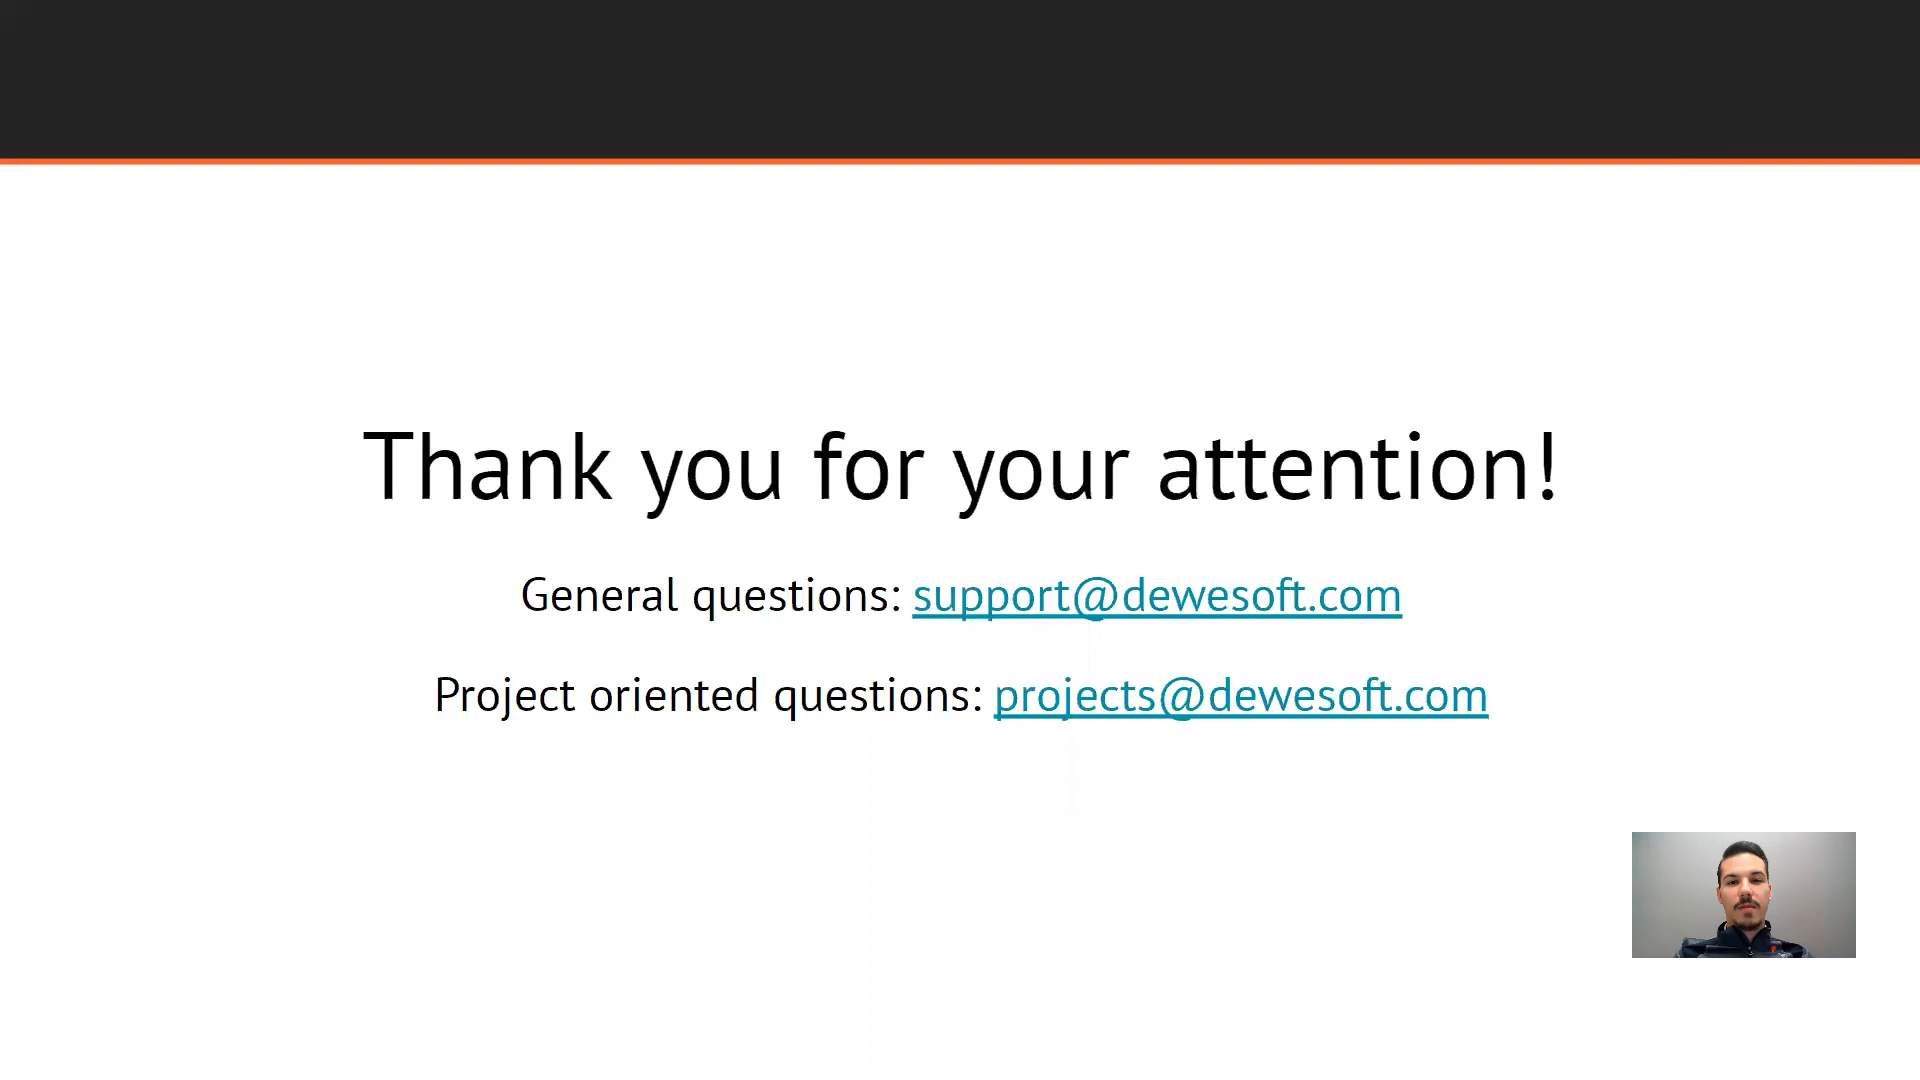 Thank you for your attention!
General questions: support@dewesoft.com
Project oriented questions: projects@dewesoft.com